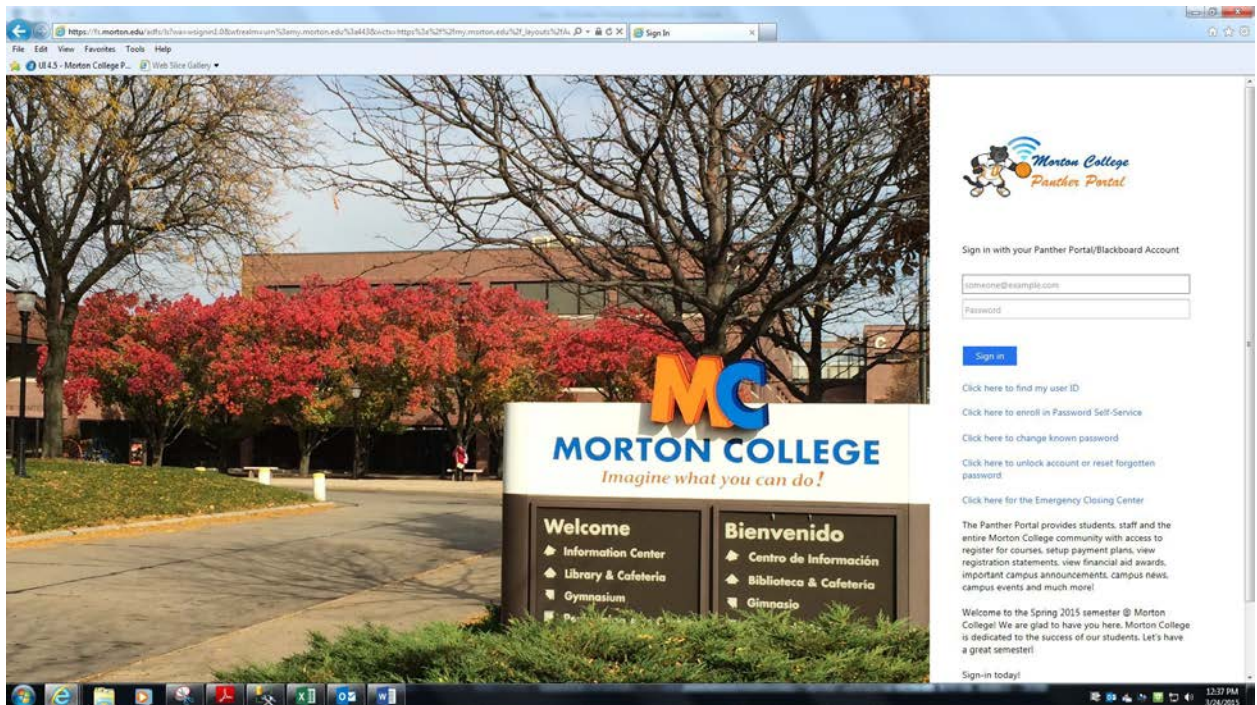 Sign In
File Edit View Favorites Tools Help
UI 4.5 - Morton College P... Web Slice Gallery
Morton College
Panther Portal
Sign in with your Panther Portal/Blackboard Account
someone@example.com
Password
Sign in
Click here to find my user ID
Click here to enroll in Password Self-Service
Click here to change known password
Click here to unlock account or reset forgotten
password
Click here for the Emergency Closing Center
The Panther Portal provides students, staff and the
entire Morton College community with access to
register for courses, setup payment plans, view
registration statements, view financial aid awards,
important campus announcements, campus news,
campus events and much more!
Welcome to the Spring 2015 semester @ Morton
College! We are glad to have you here. Morton College
is dedicated to the success of our students. Let's have
a great semester!
Sign-in today!
C
MC
MORTON COLLEGE
Imagine what you can do!
Welcome
Information Center
Library & Cafeteria
Gymnasium
Bienvenido
Centro de Información
Biblioteca & Cafeteria
Gimnasio
12:37 PM
3/24/2015